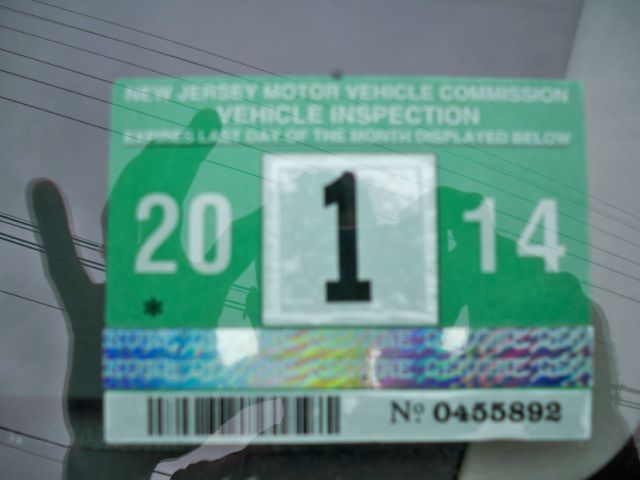 NEW JERSEY MOTOR VEHICLE COMMISSION
VEHICLE INSPECTION
EXPIRES LAST DAY OF THE MONTH DISPLAYED BELOW
20 1 14
*
No. 0455892